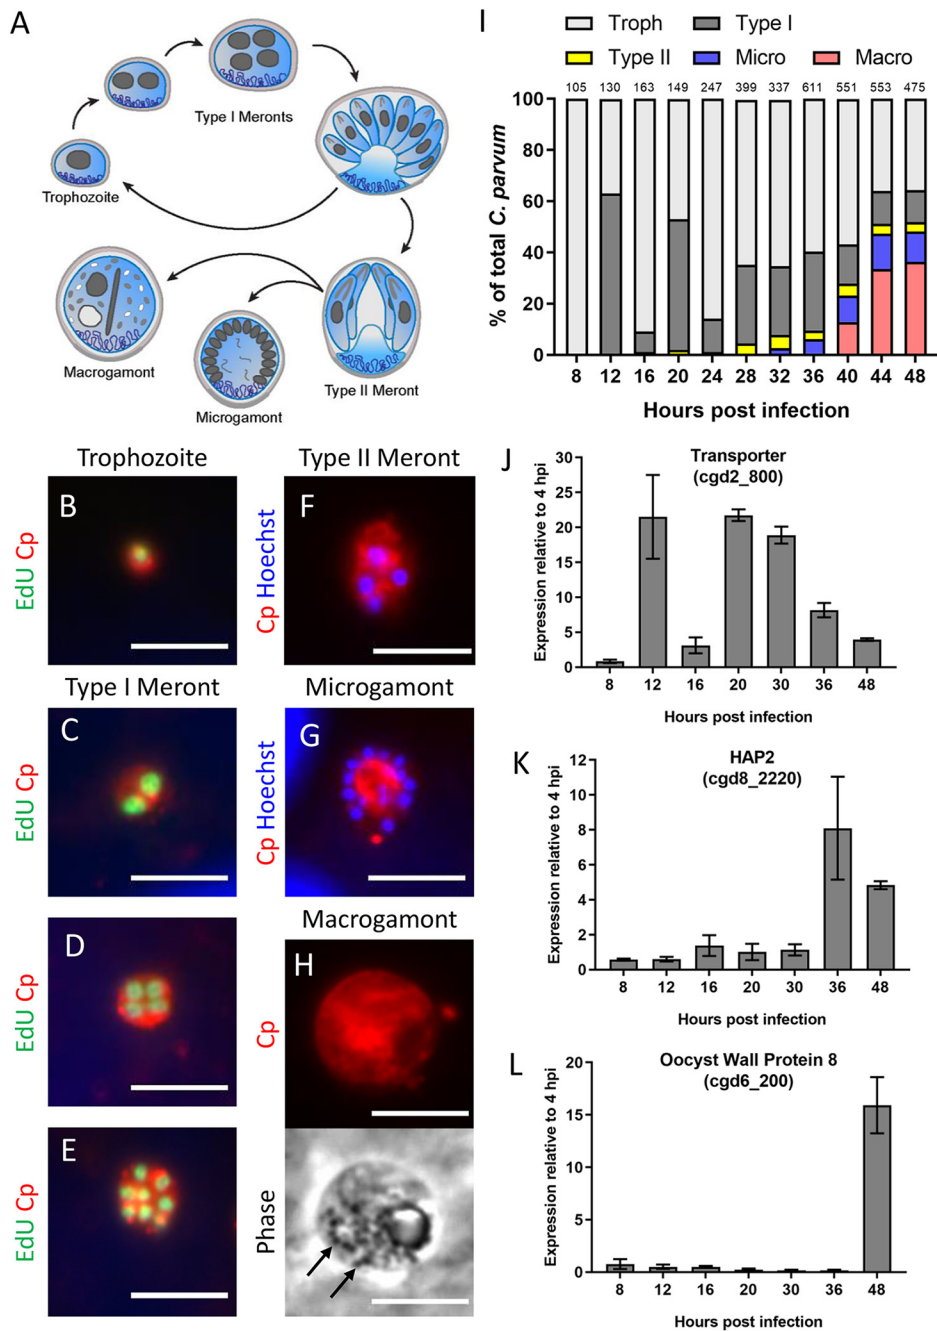 A
Type I Meronts
Trophozoite
Macrogamont
Microgamont
Type II Meront
Trophozoite
B
EdU Cp
Type I Meront
C
EdU Cp
D
EdU Cp
E
EdU Cp
Type II Meront
F
Cp Hoechst
Microgamont
G
Cp Hoechst
Macrogamont
H
Cp
Phase
I
Troph Type I
Type II Micro Macro
105 130 163 149 247 399 337 611 551 553 475
% of total C. parvum
100
80
60
40
20
0
8 12 16 20 24 28 32 36 40 44 48
Hours post infection
J
Transporter
(cgd2_800)
Expression relative to 4 hpi
30
25
20
15
10
5
0
8 12 16 20 30 36 48
Hours post infection
K
HAP2
(cgd8_2220)
Expression relative to 4 hpi
12
10
8
6
4
2
0
8 12 16 20 30 36 48
Hours post infection
L
Oocyst Wall Protein 8
(cgd6_200)
Expression relative to 4 hpi
20
15
10
5
0
8 12 16 20 30 36 48
Hours post infection